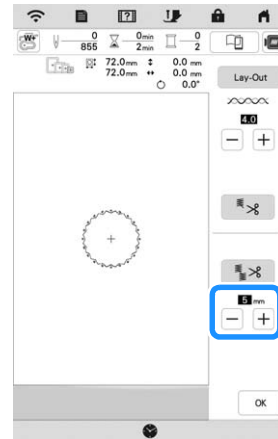 W+
0
855
0min
2min
0
2
72.0mm
72.0mm
0.0 mm
0.0 mm
0.0°
Lay-Out
4.0
− +
5 mm
− +
OK